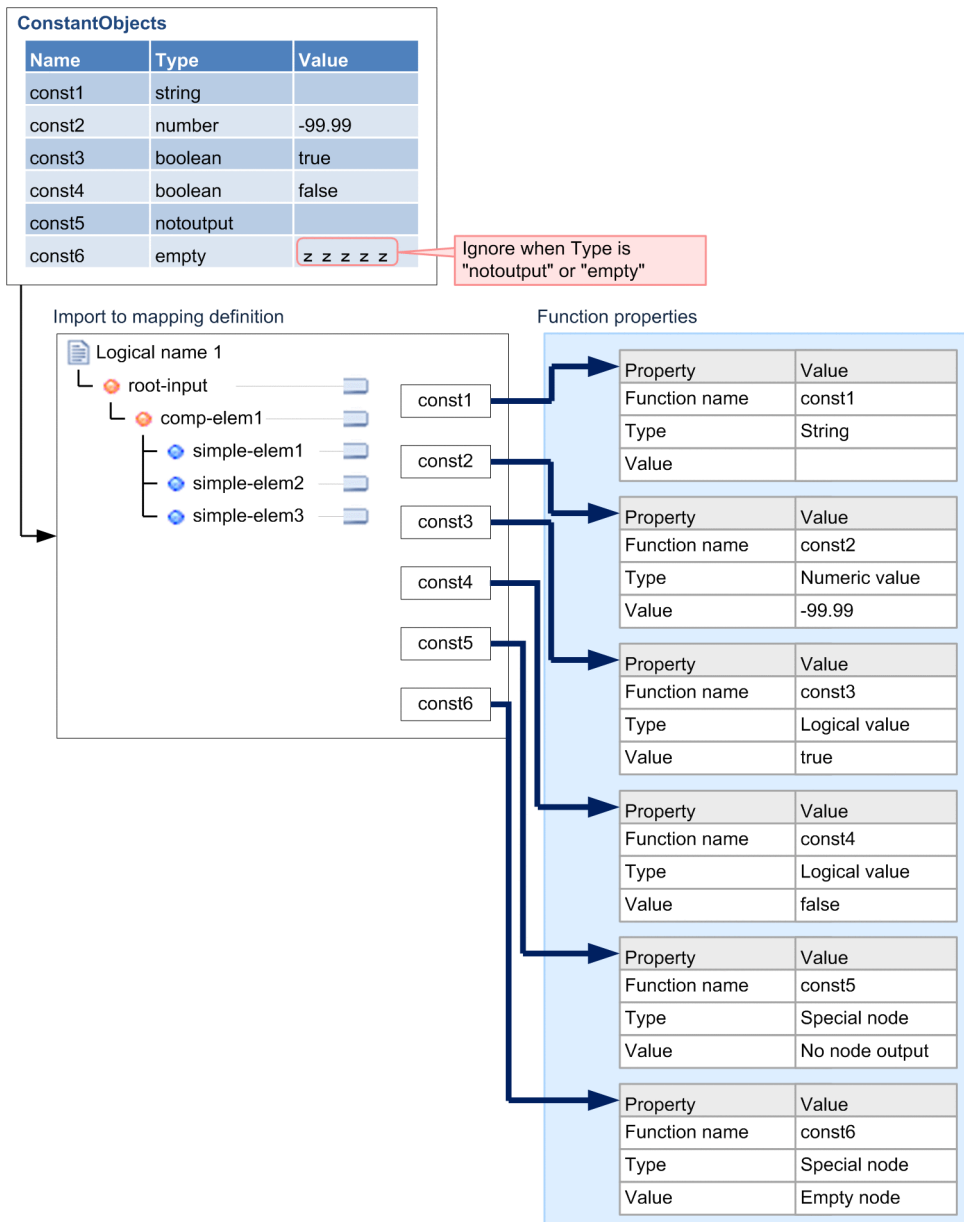 ConstantObjects
Name Type Value
const1 string
const2 number -99.99
const3 boolean true
const4 boolean false
const5 notoutput
const6 empty z z z z z
Ignore when Type is
"notoutput" or "empty"
Import to mapping definition
Logical name 1
root-input
comp-elem1
simple-elem1
simple-elem2
simple-elem3
const1
const2
const3
const4
const5
const6
Function properties
Property Value
Function name const1
Type String
Value
Property Value
Function name const2
Type Numeric value
Value -99.99
Property Value
Function name const3
Type Logical value
Value true
Property Value
Function name const4
Type Logical value
Value false
Property Value
Function name const5
Type Special node
Value No node output
Property Value
Function name const6
Type Special node
Value Empty node